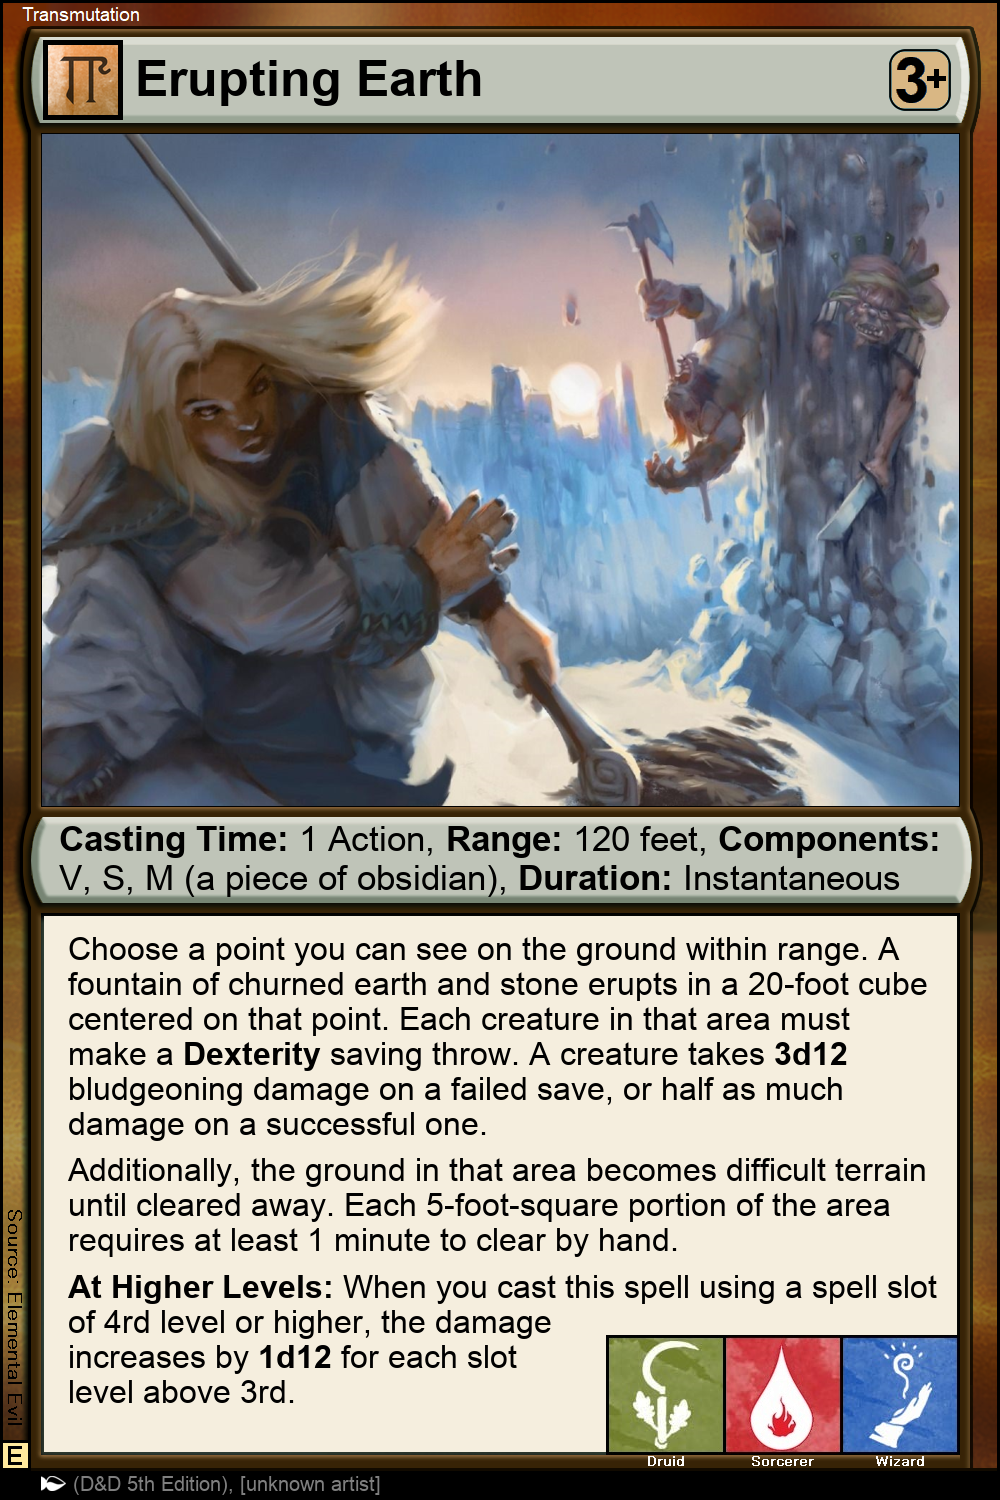 Transmutation
Erupting Earth
3+
Casting Time: 1 Action, Range: 120 feet, Components:
V, S, M (a piece of obsidian), Duration: Instantaneous
Choose a point you can see on the ground within range. A
fountain of churned earth and stone erupts in a 20-foot cube
centered on that point. Each creature in that area must
make a Dexterity saving throw. A creature takes 3d12
bludgeoning damage on a failed save, or half as much
damage on a successful one.
Additionally, the ground in that area becomes difficult terrain
until cleared away. Each 5-foot-square portion of the area
requires at least 1 minute to clear by hand.
At Higher Levels: When you cast this spell using a spell slot
of 4rd level or higher, the damage
increases by 1d12 for each slot
level above 3rd.
Druid
Sorcerer
Wizard
Source: Elemental Evil
E
(D&D 5th Edition), [unknown artist]